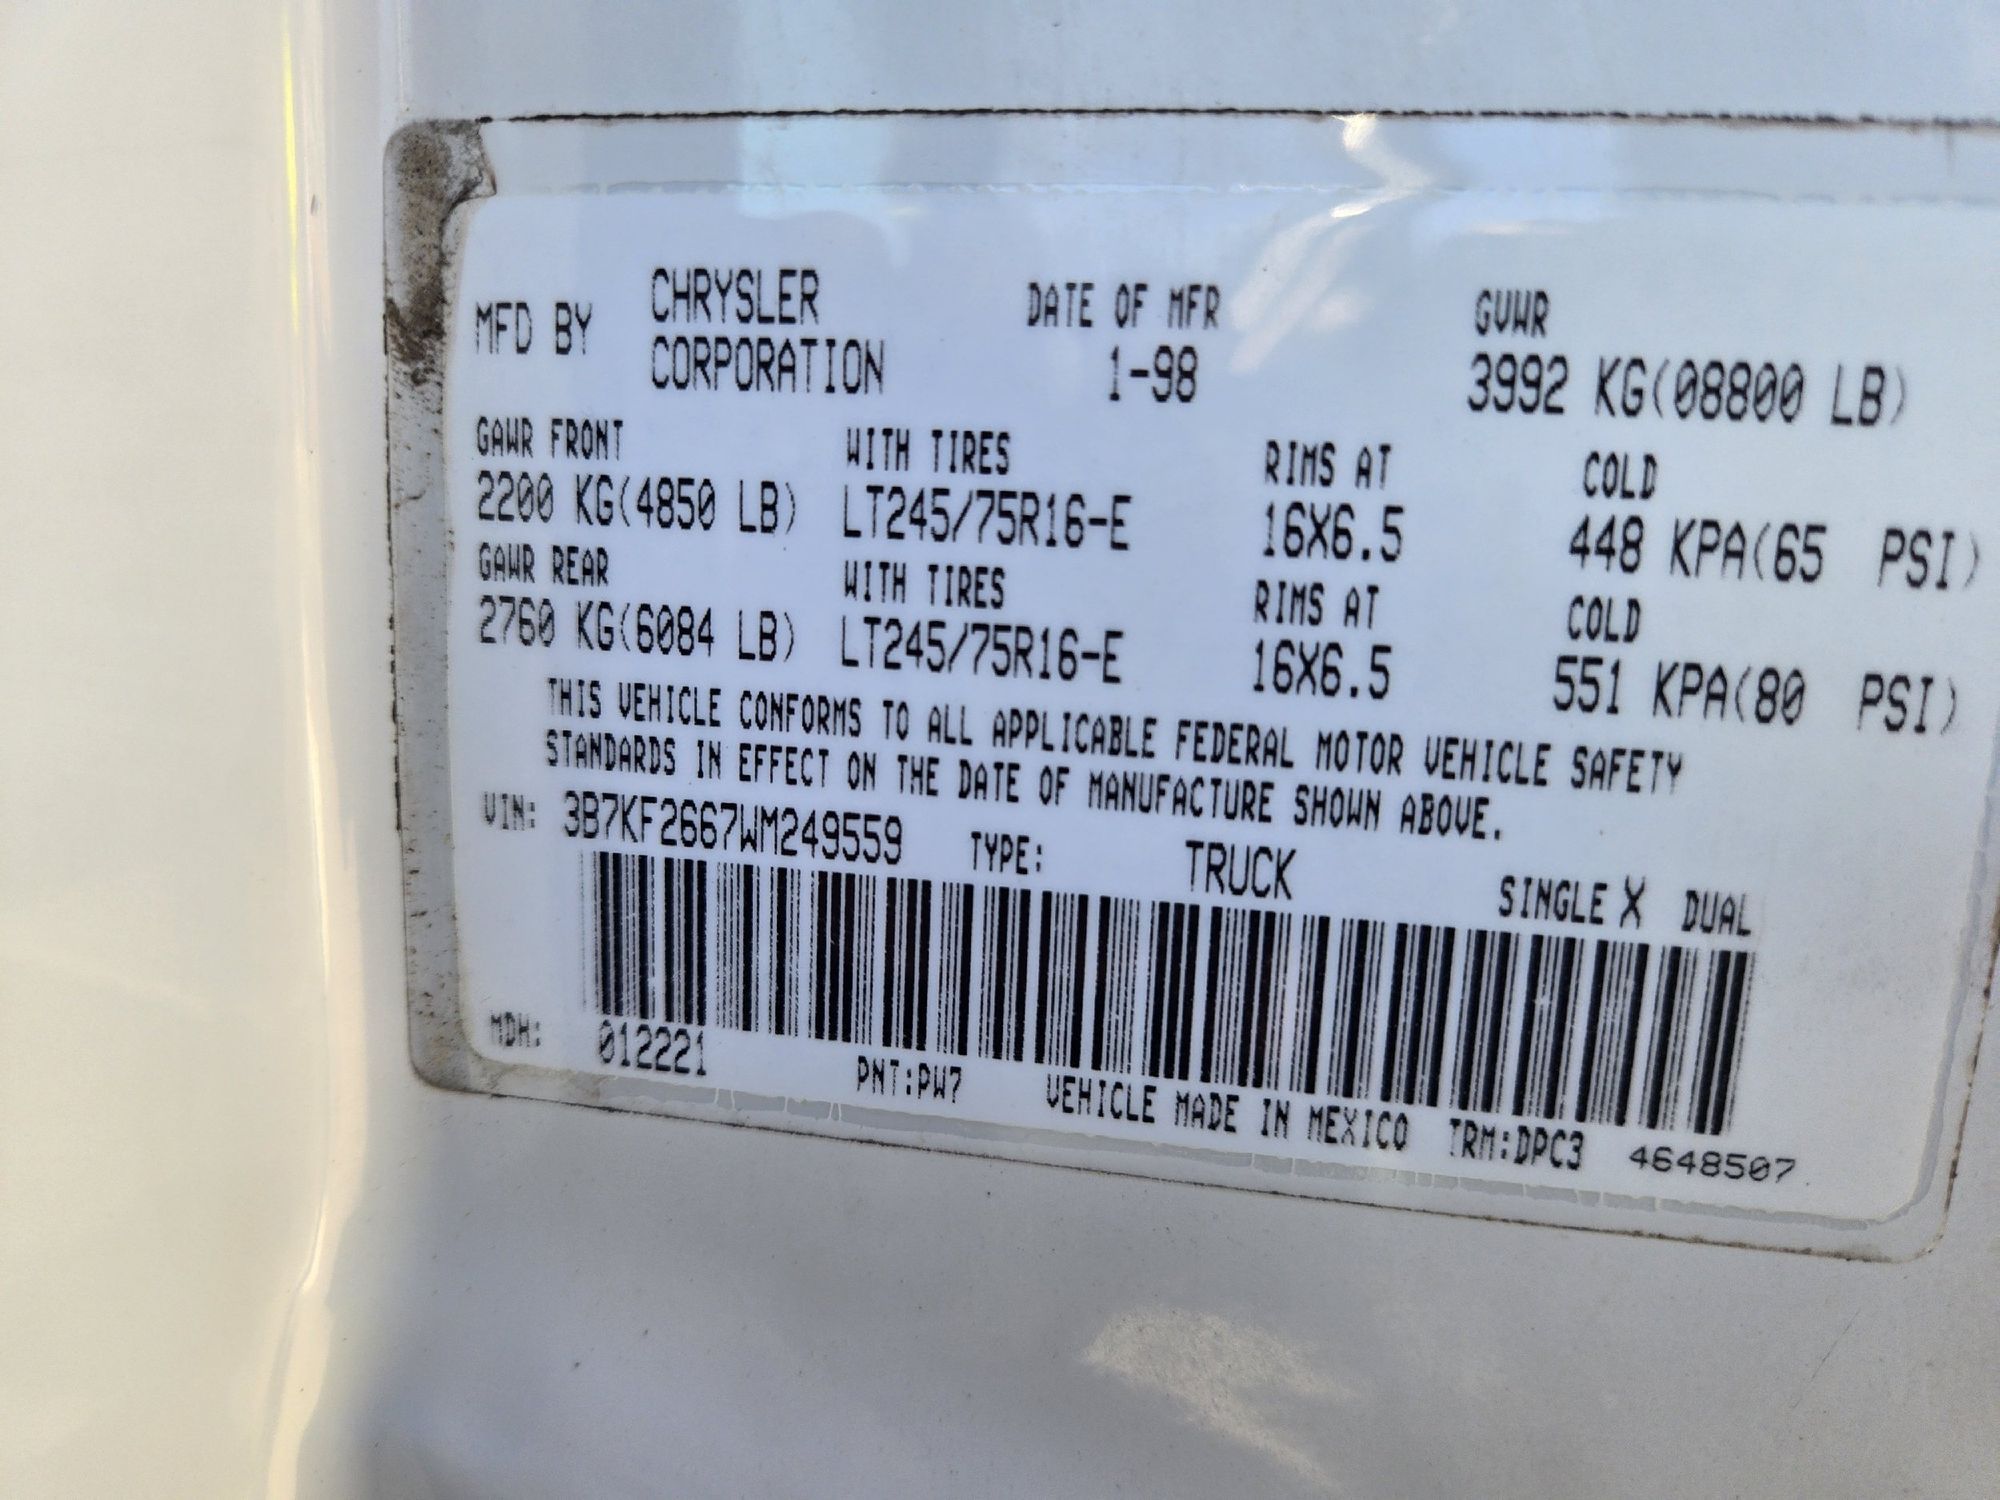 MFD BY CHRYSLER CORPORATION DATE OF MFR 1-98 GVWR 3992 KG(08800 LB)
GAWR FRONT WITH TIRES RIMS AT COLD
2200 KG(4850 LB) LT245/75R16-E 16X6.5 448 KPA(65 PSI)
GAWR REAR WITH TIRES RIMS AT COLD
2760 KG(6084 LB) LT245/75R16-E 16X6.5 551 KPA(80 PSI)
THIS VEHICLE CONFORMS TO ALL APPLICABLE FEDERAL MOTOR VEHICLE SAFETY
STANDARDS IN EFFECT ON THE DATE OF MANUFACTURE SHOWN ABOVE.
VIN: 3B7KF2667WM249559 TYPE: TRUCK SINGLE X DUAL
MDH: 012221 PNT:PW7 VEHICLE MADE IN MEXICO TRM:DPC3 4648507